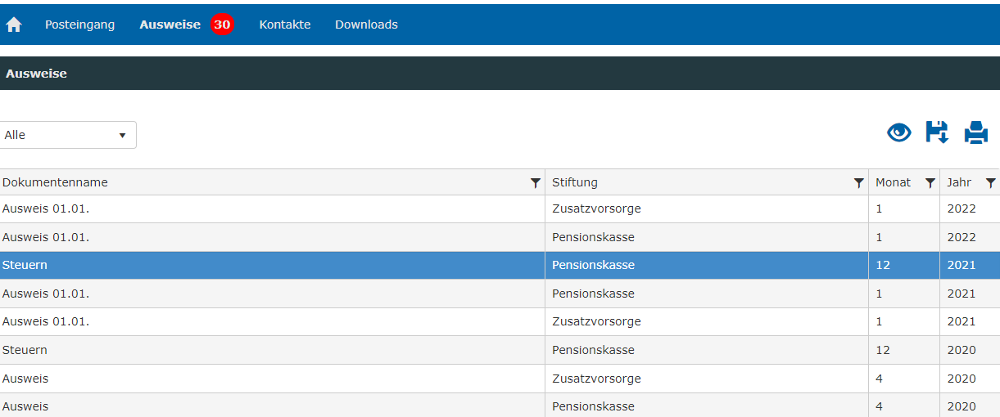 Posteingang Ausweise 30 Kontakte Downloads
Ausweise
Alle
Dokumentenname Stiftung Monat Jahr
Ausweis 01.01. Zusatzvorsorge 1 2022
Ausweis 01.01. Pensionskasse 1 2022
Steuern Pensionskasse 12 2021
Ausweis 01.01. Pensionskasse 1 2021
Ausweis 01.01. Zusatzvorsorge 1 2021
Steuern Pensionskasse 12 2020
Ausweis Zusatzvorsorge 4 2020
Ausweis Pensionskasse 4 2020